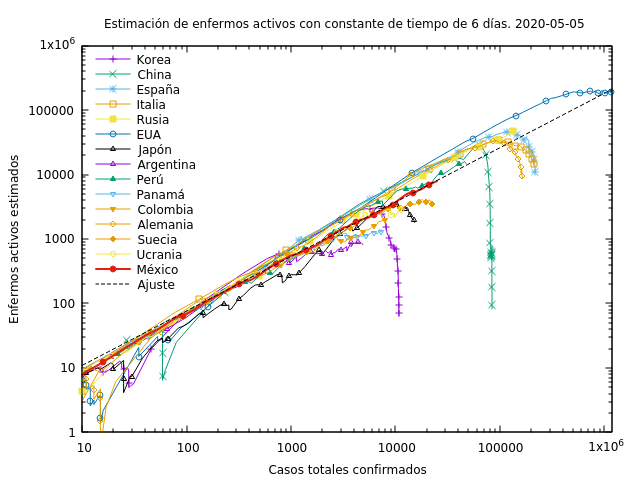 Estimación de enfermos activos con constante de tiempo de 6 días. 2020-05-05
Enfermos activos estimados
1x10^6
100000
10000
1000
100
10
1
Korea
China
España
Italia
Rusia
EUA
Japón
Argentina
Perú
Panamá
Colombia
Alemania
Suecia
Ucrania
México
Ajuste
10
100
1000
10000
100000
1x10^6
Casos totales confirmados